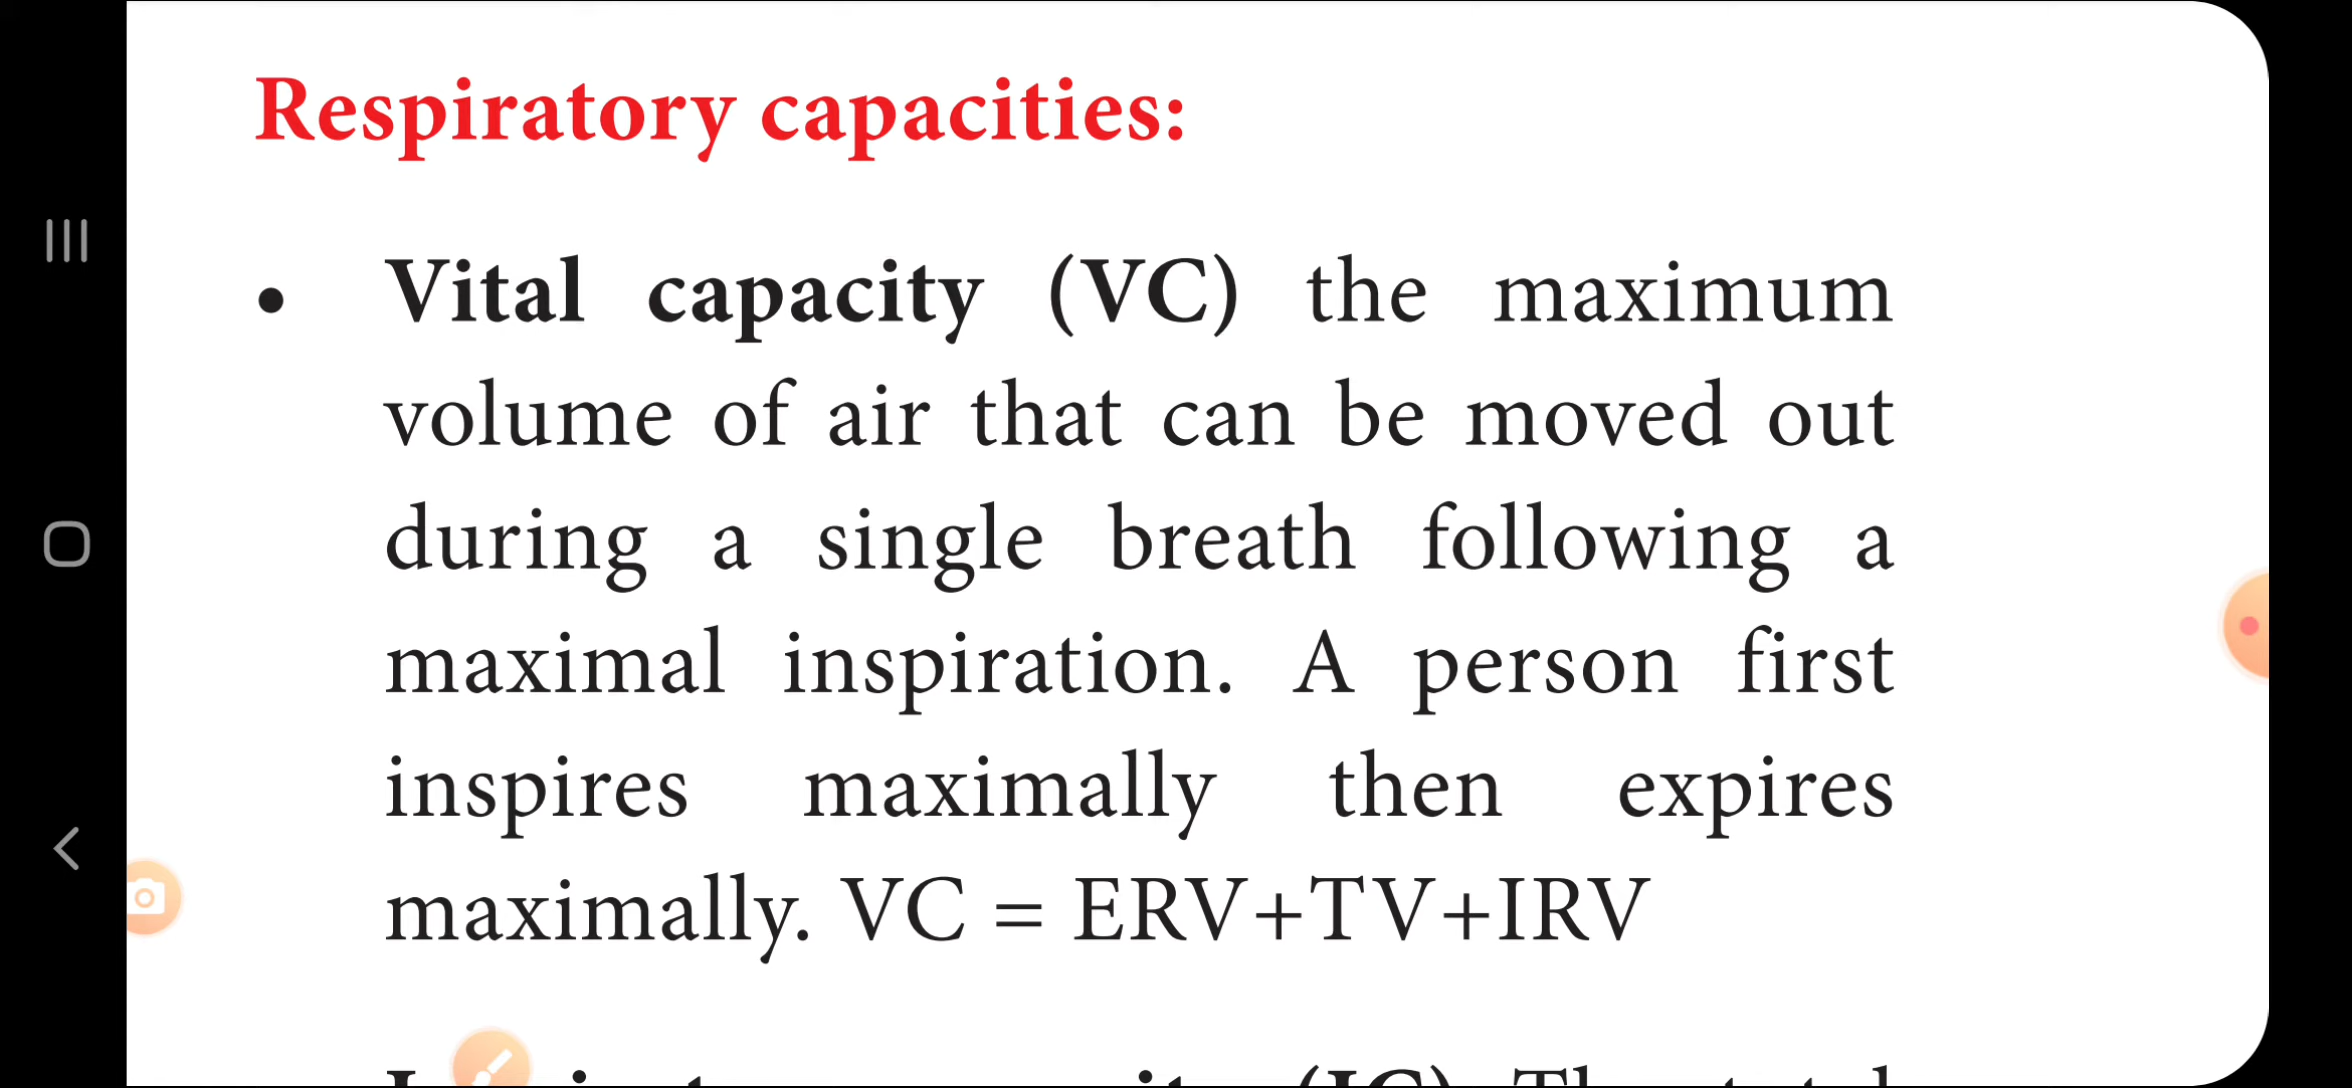 Respiratory capacities:
• Vital capacity (VC) the maximum
volume of air that can be moved out
during a single breath following a
maximal inspiration. A person first
inspires maximally then expires
maximally. VC = ERV+TV+IRV
(IC)